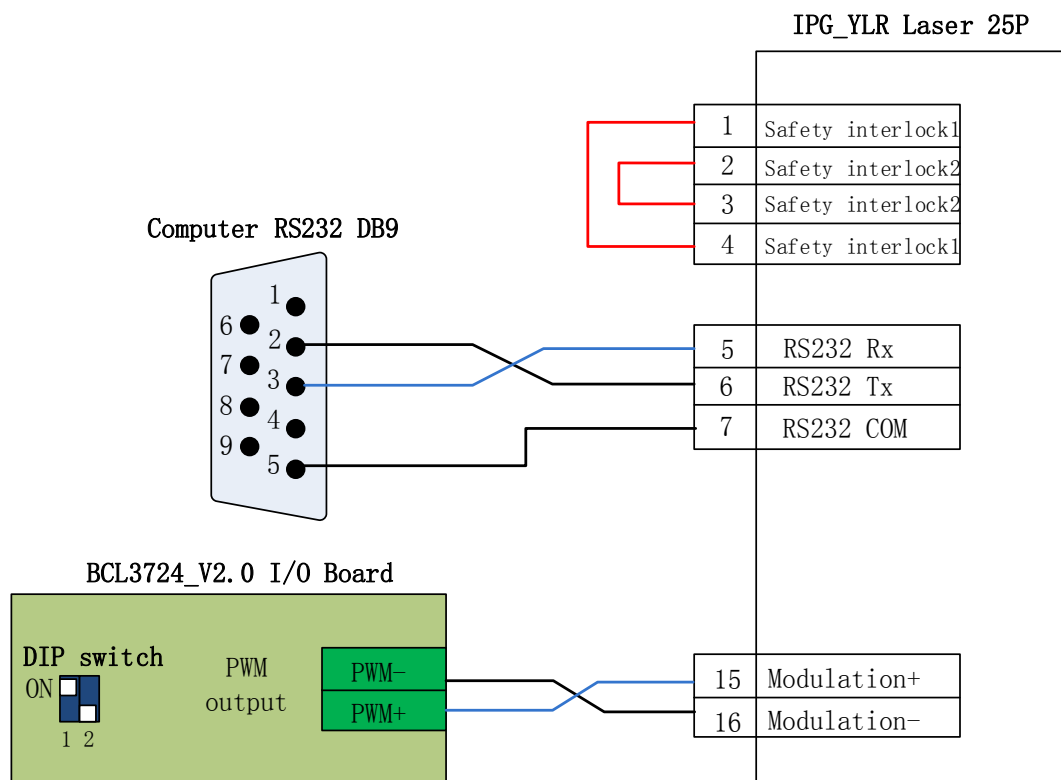 IPG_YLR Laser 25P
1 Safety interlock1
2 Safety interlock2
3 Safety interlock2
4 Safety interlock1
Computer RS232 DB9
1
6
2
7
3
8
4
9
5
5 RS232 Rx
6 RS232 Tx
7 RS232 COM
BCL3724_V2.0 I/O Board
DIP switch
ON
1 2
PWM
output
PWM-
PWM+
15 Modulation+
16 Modulation-